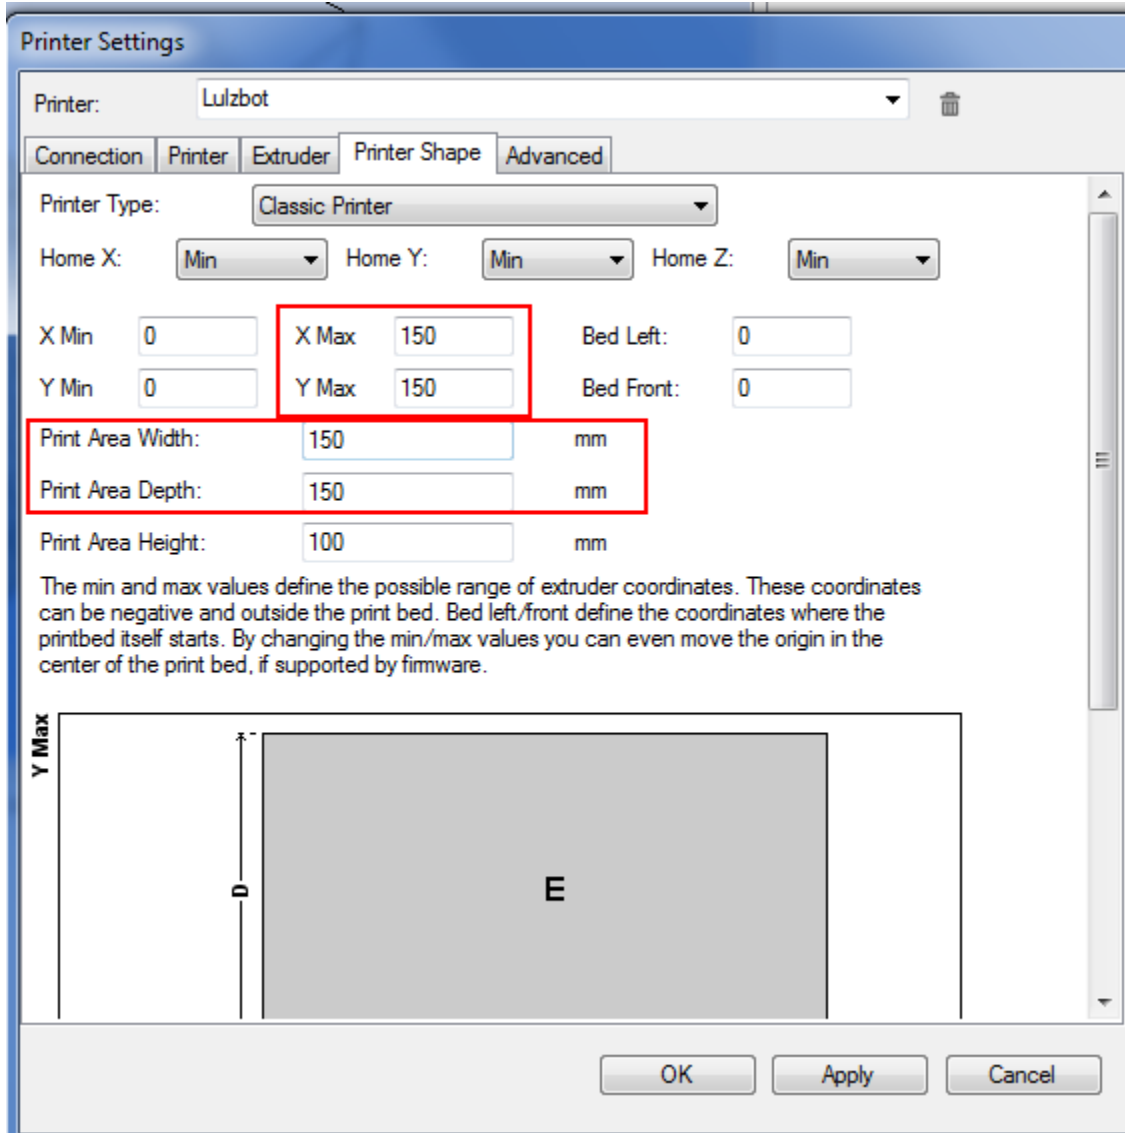 Printer Settings
Printer: Lulzbot
Connection Printer Extruder Printer Shape Advanced
Printer Type: Classic Printer
Home X: Min Home Y: Min Home Z: Min
X Min 0 X Max 150 Bed Left: 0
Y Min 0 Y Max 150 Bed Front: 0
Print Area Width: 150 mm
Print Area Depth: 150 mm
Print Area Height: 100 mm
The min and max values define the possible range of extruder coordinates. These coordinates
can be negative and outside the print bed. Bed left/front define the coordinates where the
printbed itself starts. By changing the min/max values you can even move the origin in the
center of the print bed, if supported by firmware.
Y Max
D
E
OK Apply Cancel